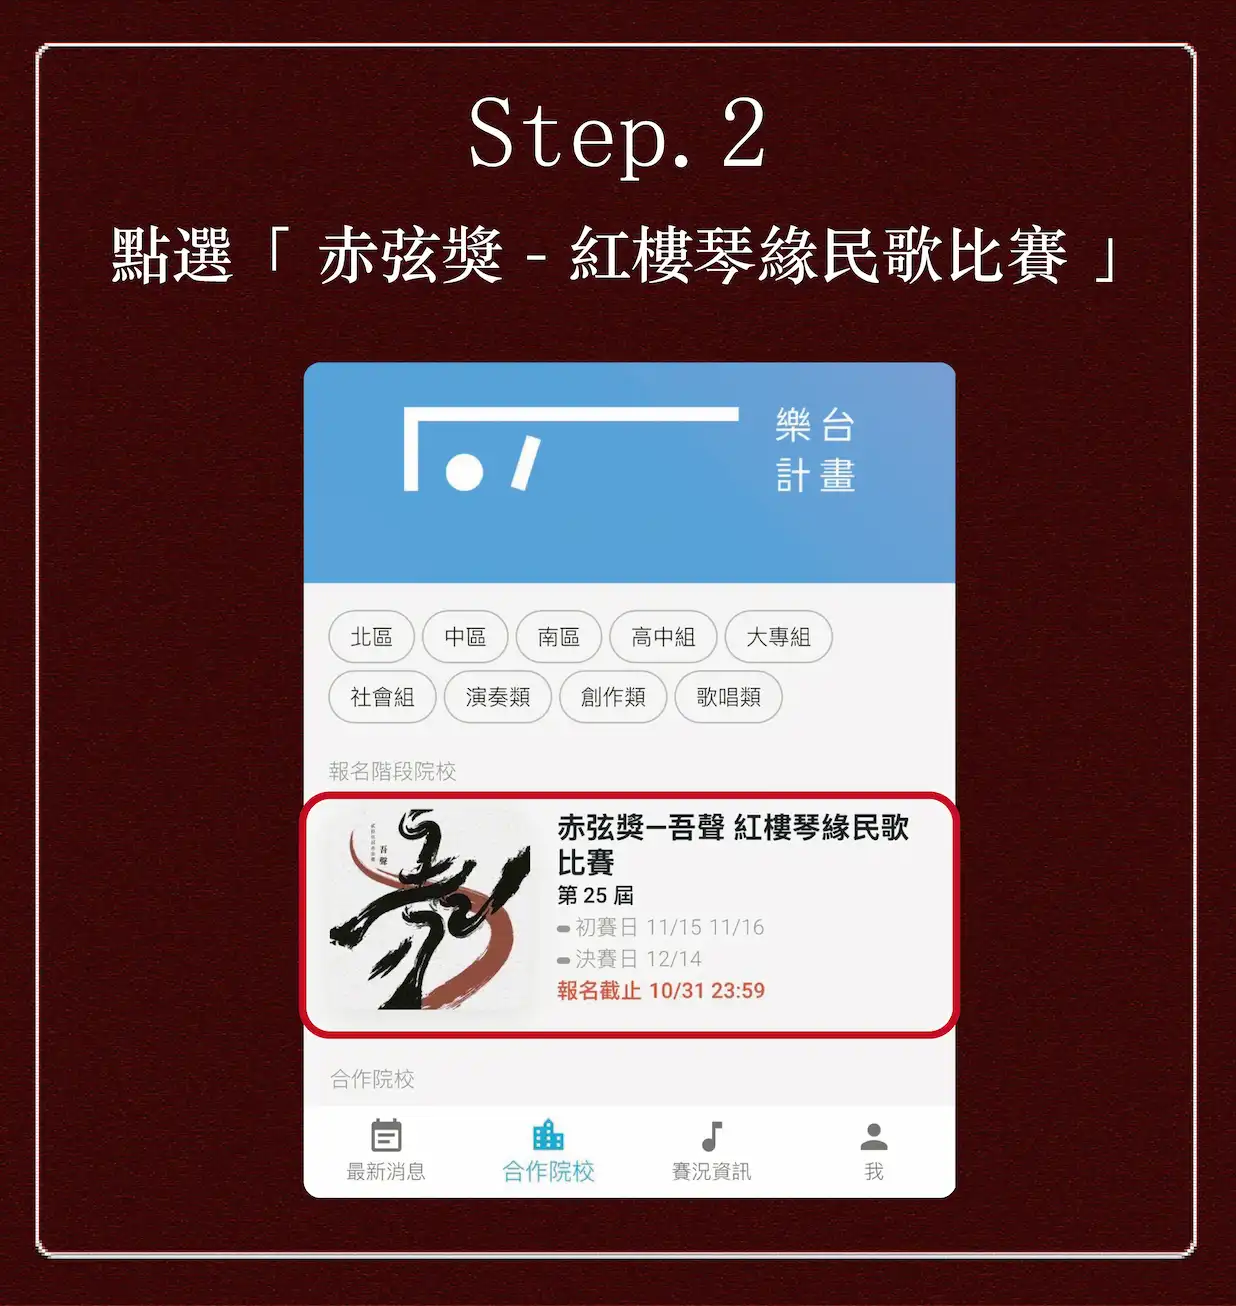 Step.2
點選「 赤弦獎 - 紅樓琴緣民歌比賽 」
樂台
計畫
北區 中區 南區 高中組 大專組
社會組 演奏類 創作類 歌唱類
報名階段院校
吾聲
赤弦獎—吾聲 紅樓琴緣民歌
比賽
第 25 屆
初賽日 11/15 11/16
決賽日 12/14
報名截止 10/31 23:59
合作院校
最新消息 合作院校 賽況資訊 我